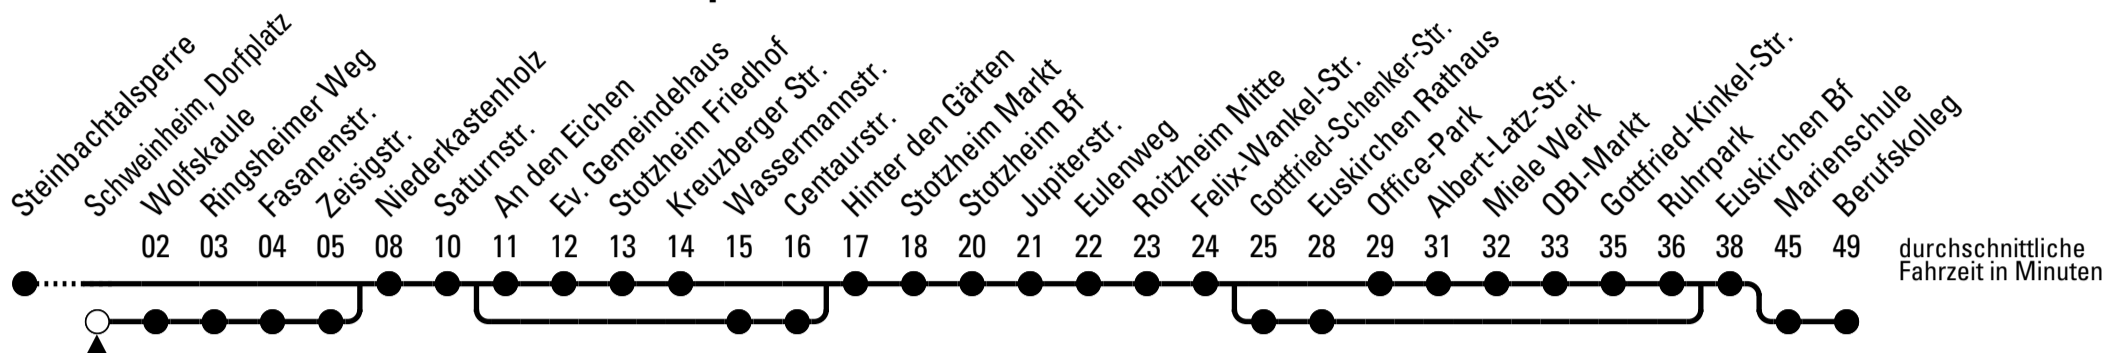 Steinbachtalsperre
Schweinheim, Dorfplatz
Wolfskaule
Ringsheimer Weg
Fasanenstr.
Zeisigstr.
Niederkastenholz
Saturnstr.
An den Eichen
Ev. Gemeindehaus
Stotzheim Friedhof
Kreuzberger Str.
Wassermannstr.
Centaurstr.
Hinter den Gärten
Stotzheim Markt
Stotzheim Bf
Jupiterstr.
Eulenweg
Roitzheim Mitte
Felix-Wankel-Str.
Gottfried-Schenker-Str.
Euskirchen Rathaus
Office-Park
Albert-Latz-Str.
Miele Werk
OBI-Markt
Gottfried-Kinkel-Str.
Ruhrpark
Euskirchen Bf
Marienschule
Berufskolleg
02 03 04 05 08 10 11 12 13 14 15 16 17 18 20 21 22 23 24 25 28 29 31 32 33 35 36 38 45 49
durchschnittliche
Fahrzeit in Minuten